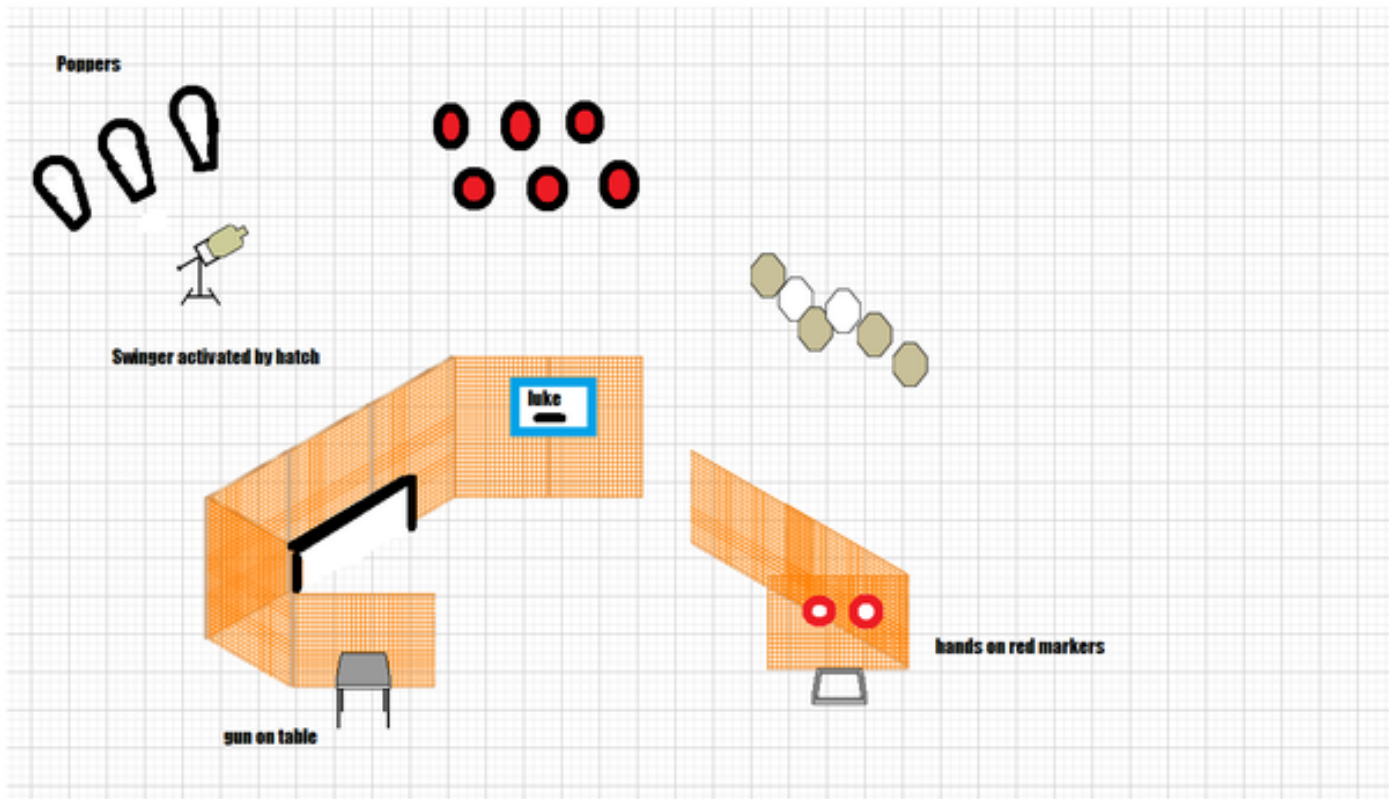 Poppers
Swinger activated by hatch
luke
hands on red markers
gun on table